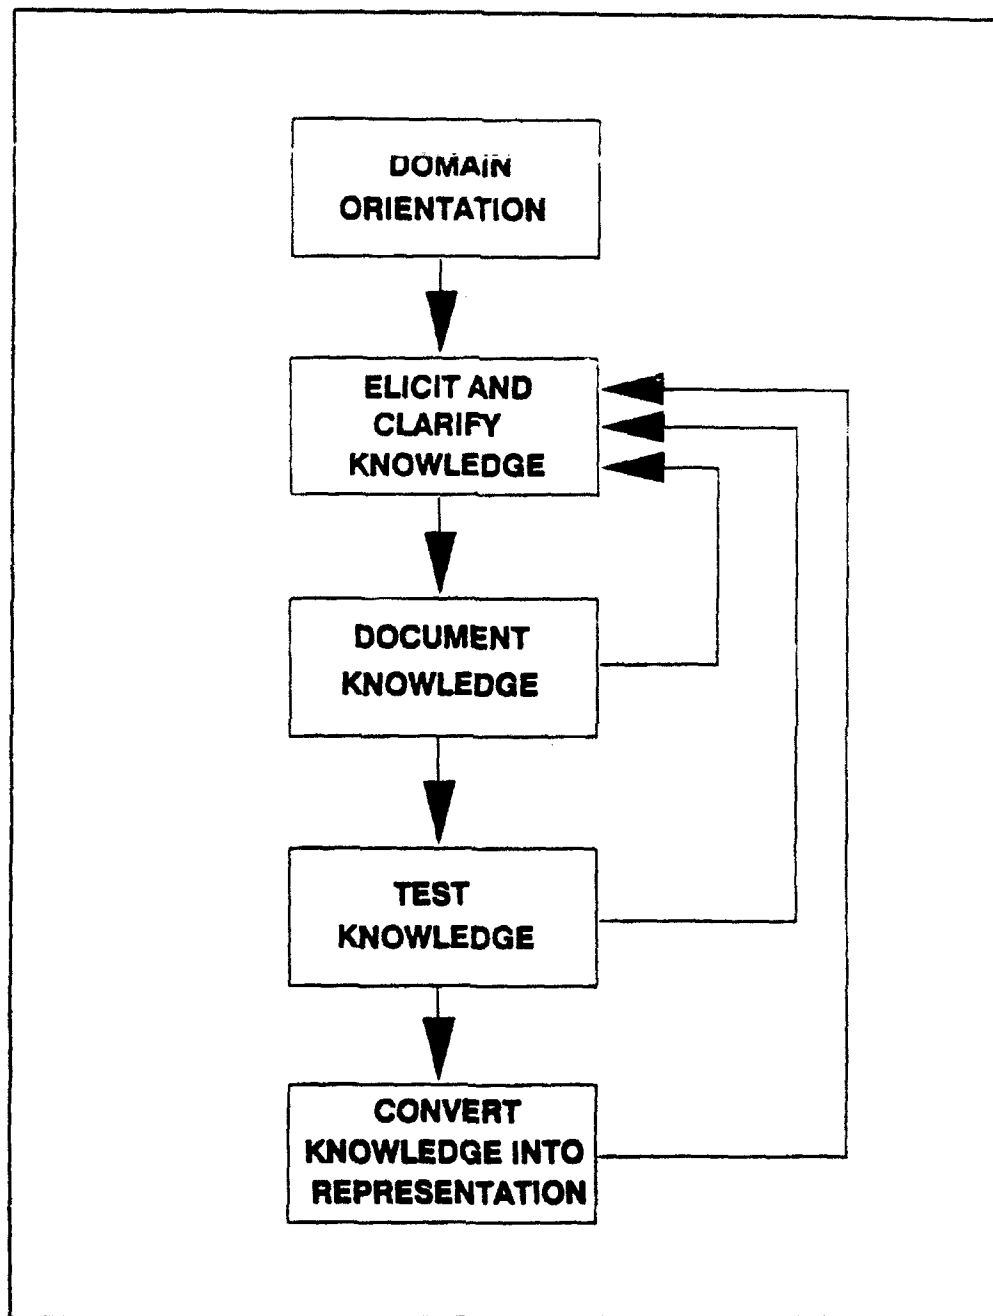 DOMAIN
ORIENTATION
ELICIT AND
CLARIFY
KNOWLEDGE
DOCUMENT
KNOWLEDGE
TEST
KNOWLEDGE
CONVERT
KNOWLEDGE INTO
REPRESENTATION